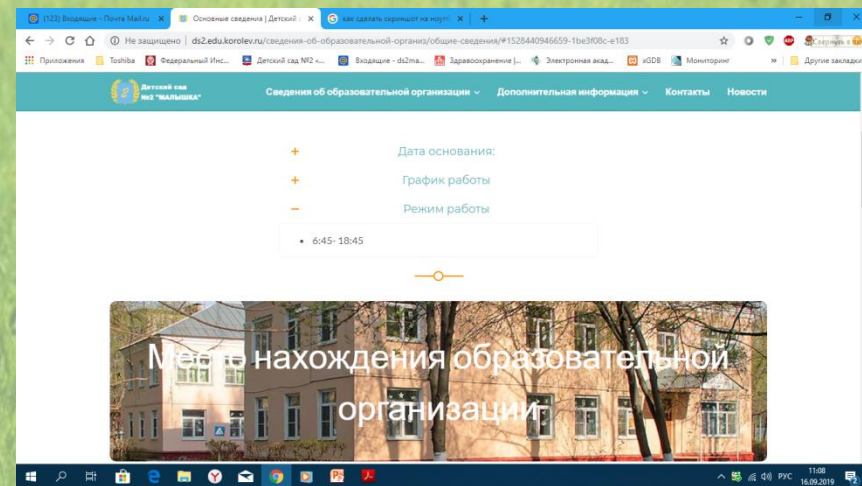 (123) Входящие - Почта Mail.ru
Основные сведения | Детский
как сделать скриншот на ноутб
Не защищено | ds2.edu.korolev.ru/сведения-об-образовательной-организ/общие-сведения/#1528440946659-1be3f08c-e183
Приложения Toshiba Федеральный Инс... Детский сад №2 «... Входящие - ds2ma... Здравоохранение |... Электронная акад... Мониторинг » Другие закладки
Детский сад
№2 "МАЛЫШКА"
Сведения об образовательной организации Дополнительная информация Контакты Новости
+ Дата основания:
+ График работы
− Режим работы
• 6:45- 18:45
Место нахождения образовательной
организации
РУС 11:08
16.09.2019